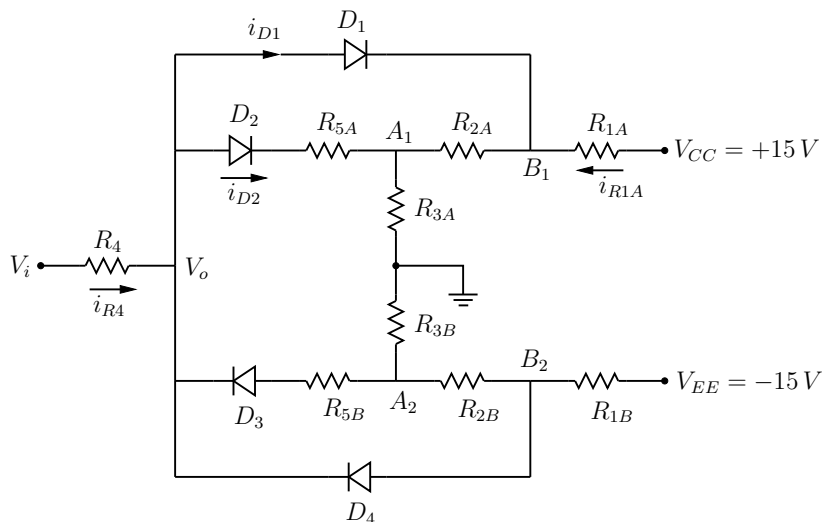 i_{D1}
D_1
D_2
R_{5A}
A_1
R_{2A}
R_{1A}
V_{CC} = +15 V
B_1
i_{D2}
i_{R1A}
R_{3A}
R_4
V_i
V_o
i_{R4}
R_{3B}
B_2
V_{EE} = −15 V
D_3
R_{5B}
A_2
R_{2B}
R_{1B}
D_4